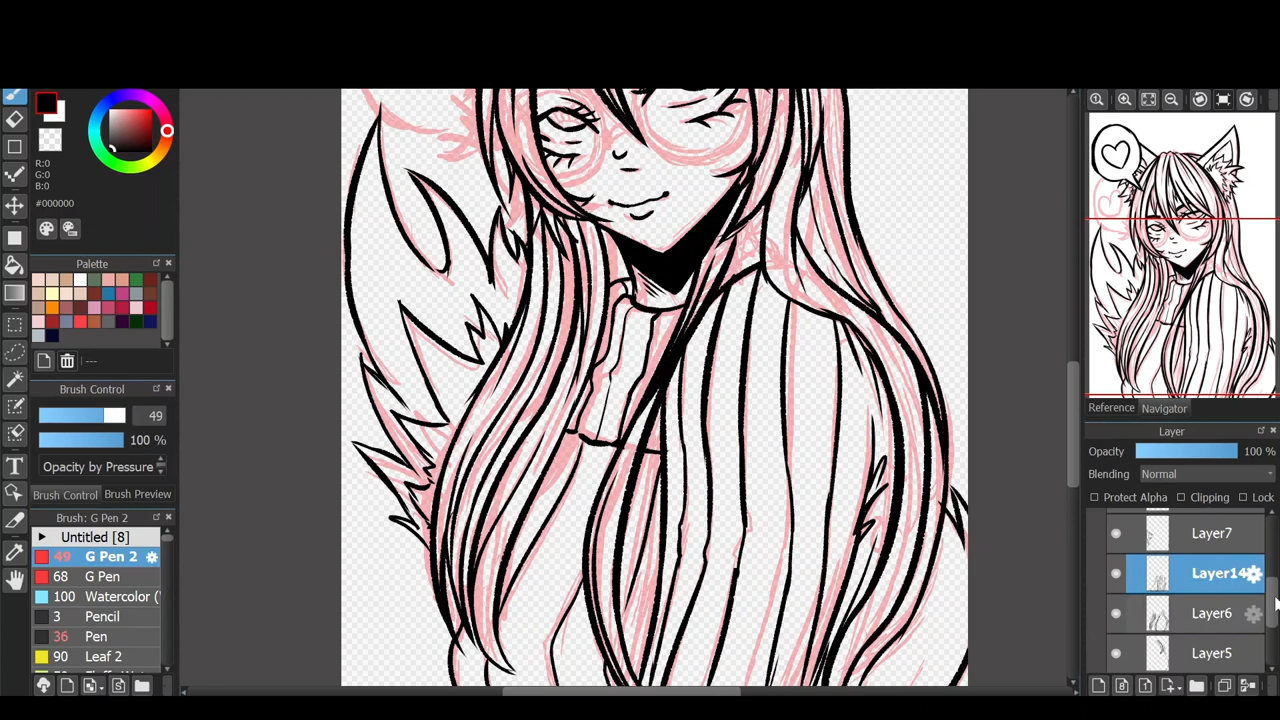 R:0
G:0
B:0
#000000
Palette
---
Brush Control
49
100 %
Opacity by Pressure
Brush Control
Brush Preview
Brush: G Pen 2
Untitled [8]
49 G Pen 2
68 G Pen
100 Watercolor (
3 Pencil
36 Pen
90 Leaf 2
Reference
Navigator
Layer
Opacity 100 %
Blending Normal
Protect Alpha Clipping Lock
Layer7
Layer14
Layer6
Layer5
T